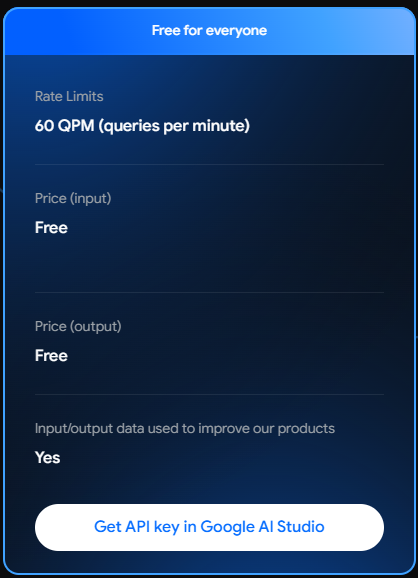 Free for everyone
Rate Limits
60 QPM (queries per minute)
Price (input)
Free
Price (output)
Free
Input/output data used to improve our products
Yes
Get API key in Google AI Studio